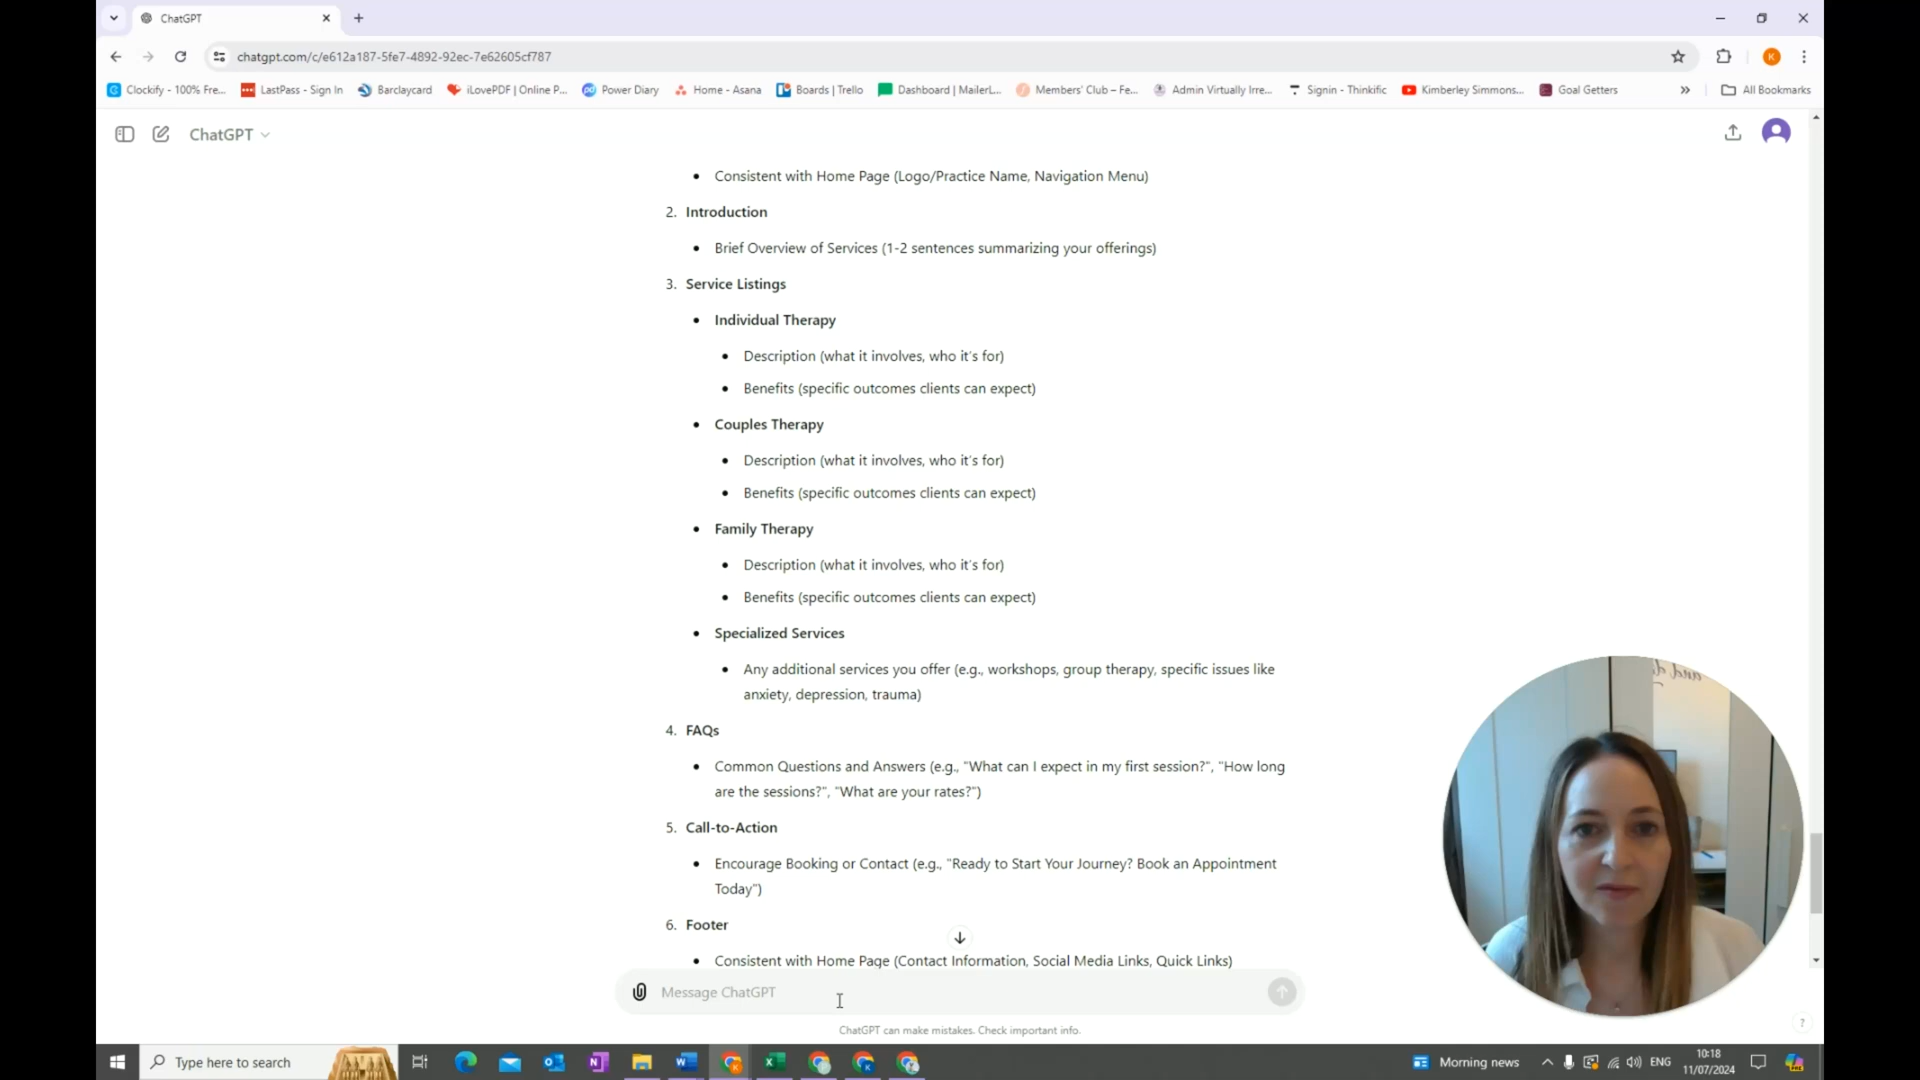 ChatGPT
chatgpt.com/c/e612a187-5fe7-4892-92ec-7e62605cf787
K
Clockify - 100% Fre... LastPass - Sign In Barclaycard iLovePDF | Online P... Power Diary Home - Asana Boards | Trello Dashboard | MailerL... Members' Club – Fe... Admin Virtually Irre... Signin - Thinkific Kimberley Simmons... Goal Getters » All Bookmarks
ChatGPT
• Consistent with Home Page (Logo/Practice Name, Navigation Menu)
2. Introduction
• Brief Overview of Services (1-2 sentences summarizing your offerings)
3. Service Listings
• Individual Therapy
• Description (what it involves, who it's for)
• Benefits (specific outcomes clients can expect)
• Couples Therapy
• Description (what it involves, who it's for)
• Benefits (specific outcomes clients can expect)
• Family Therapy
• Description (what it involves, who it's for)
• Benefits (specific outcomes clients can expect)
• Specialized Services
• Any additional services you offer (e.g., workshops, group therapy, specific issues like
anxiety, depression, trauma)
4. FAQs
• Common Questions and Answers (e.g., "What can I expect in my first session?", "How long
are the sessions?", "What are your rates?")
5. Call-to-Action
• Encourage Booking or Contact (e.g., "Ready to Start Your Journey? Book an Appointment
Today")
6. Footer
• Consistent with Home Page (Contact Information, Social Media Links, Quick Links)
Message ChatGPT
ChatGPT can make mistakes. Check important info.
?
Type here to search
Morning news
ENG
10:18
11/07/2024